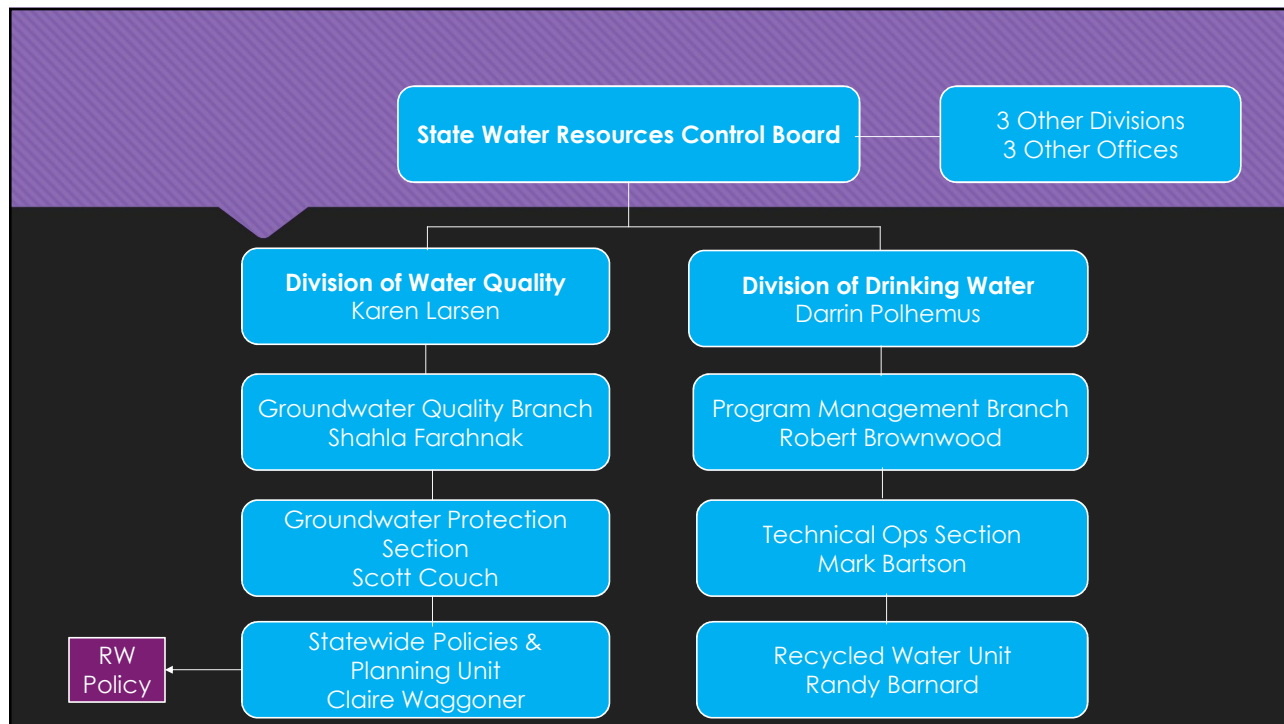 State Water Resources Control Board
3 Other Divisions
3 Other Offices
Division of Water Quality
Karen Larsen
Division of Drinking Water
Darrin Polhemus
Groundwater Quality Branch
Shahla Farahnak
Program Management Branch
Robert Brownwood
Groundwater Protection
Section
Scott Couch
Technical Ops Section
Mark Bartson
RW
Policy
Statewide Policies &
Planning Unit
Claire Waggoner
Recycled Water Unit
Randy Barnard